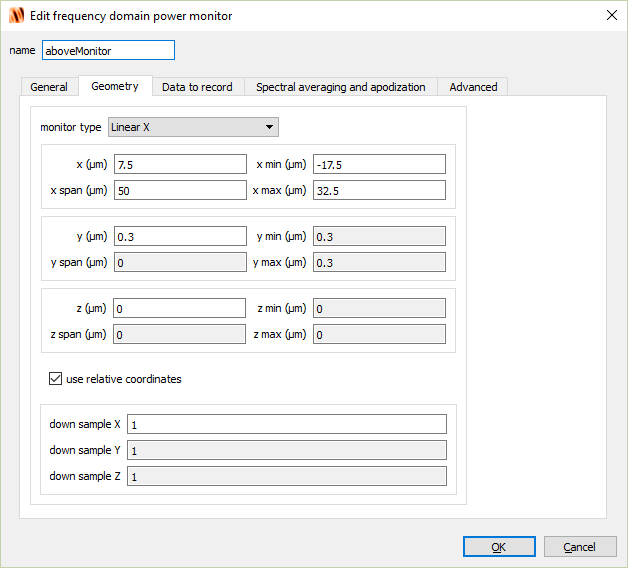 Edit frequency domain power monitor
name aboveMonitor
General Geometry Data to record Spectral averaging and apodization Advanced
monitor type Linear X
x (μm) 7.5 x min (μm) -17.5
x span (μm) 50 x max (μm) 32.5
y (μm) 0.3 y min (μm) 0.3
y span (μm) 0 y max (μm) 0.3
z (μm) 0 z min (μm) 0
z span (μm) 0 z max (μm) 0
use relative coordinates
down sample X 1
down sample Y 1
down sample Z 1
OK Cancel